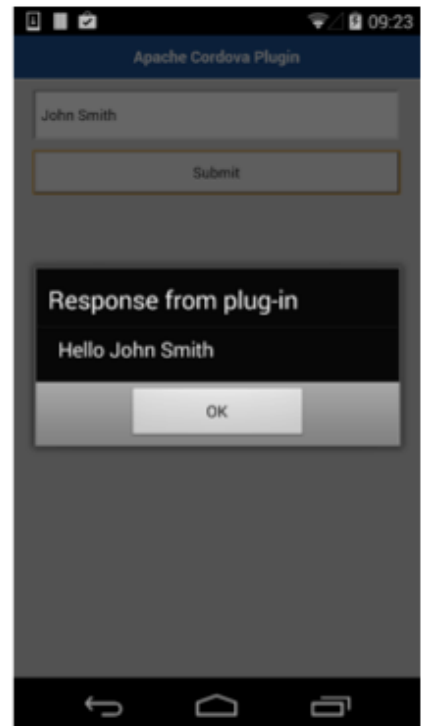 09:23
Apache Cordova Plugin
John Smith
Submit
Response from plug-in
Hello John Smith
OK